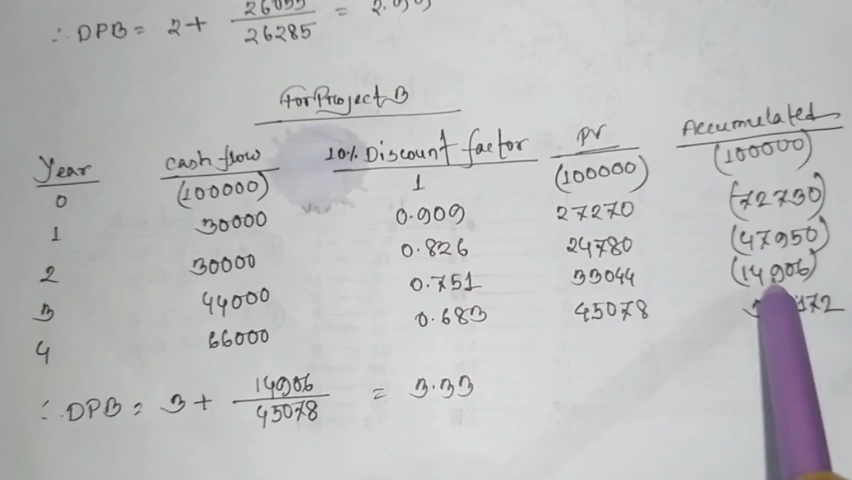 ∴ DPB = 2 + 26055/26285 =
For Project B
Year Cash flow 10% Discount factor PV Accumulated
0 (100000) 1 (100000) (100000)
1 30000 0.909 27270 (72730)
2 30000 0.826 24780 (47950)
3 44000 0.751 33044 (14906)
4 66000 0.683 45078
∴ DPB = 3 + 14906/45078 = 3.33